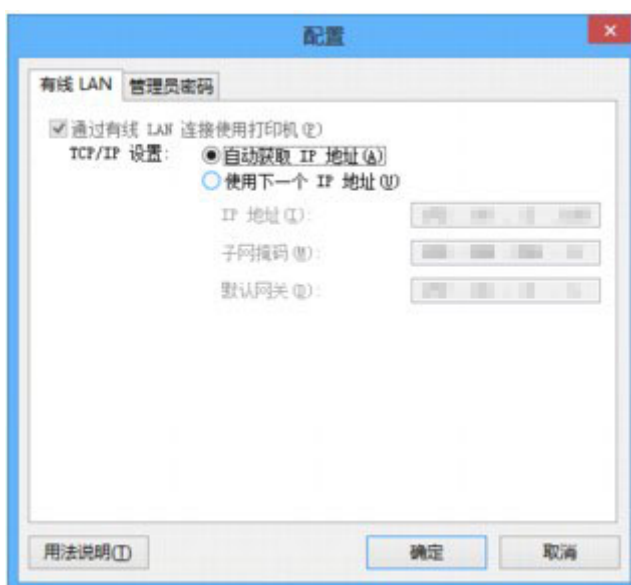 配置
有线 LAN 管理员密码
通过有线 LAN 连接使用打印机(P)
TCP/IP 设置: 自动获取 IP 地址(A)
使用下一个 IP 地址(U)
IP 地址(I):
子网掩码(M):
默认网关(D):
用法说明(I) 确定 取消